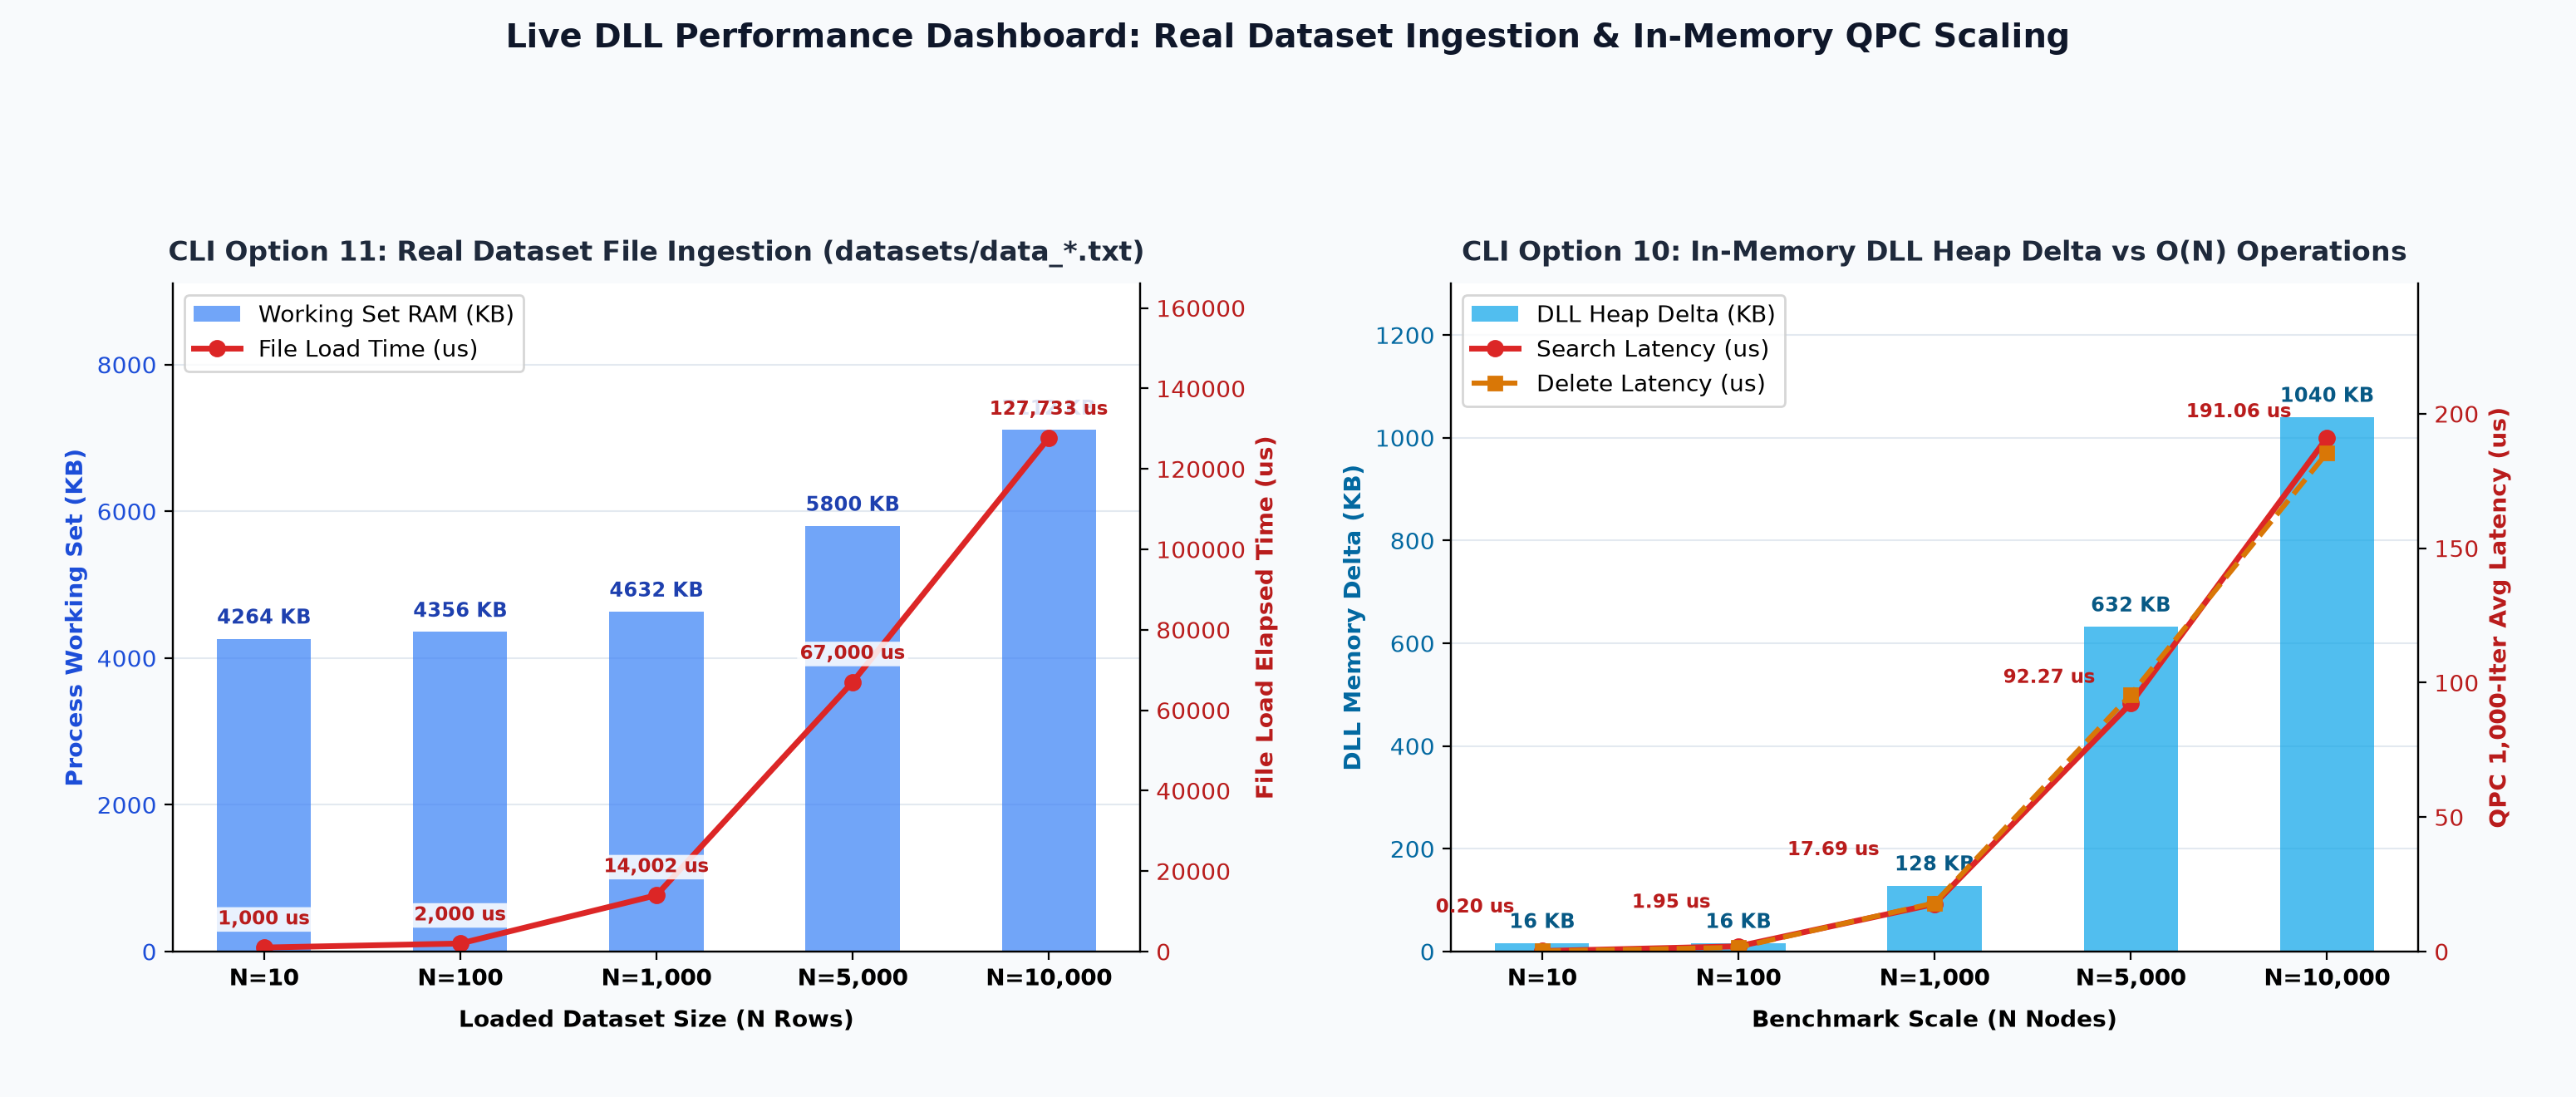 Live DLL Performance Dashboard: Real Dataset Ingestion & In-Memory QPC Scaling
CLI Option 11: Real Dataset File Ingestion (datasets/data_*.txt)
Working Set RAM (KB)
File Load Time (us)
Process Working Set (KB)
8000
6000
4000
2000
0
4264 KB
4356 KB
4632 KB
5800 KB
1,000 us
2,000 us
14,002 us
67,000 us
127,733 us
160000
140000
120000
100000
80000
60000
40000
20000
0
File Load Elapsed Time (us)
N=10
N=100
N=1,000
N=5,000
N=10,000
Loaded Dataset Size (N Rows)
CLI Option 10: In-Memory DLL Heap Delta vs O(N) Operations
DLL Heap Delta (KB)
Search Latency (us)
Delete Latency (us)
DLL Memory Delta (KB)
1200
1000
800
600
400
200
0
0.20 us
16 KB
1.95 us
16 KB
17.69 us
128 KB
92.27 us
632 KB
191.06 us
1040 KB
200
150
100
50
0
QPC 1,000-Iter Avg Latency (us)
N=10
N=100
N=1,000
N=5,000
N=10,000
Benchmark Scale (N Nodes)